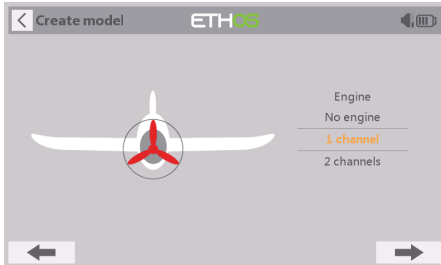 Create model
ETHOS
Engine
No engine
1 channel
2 channels